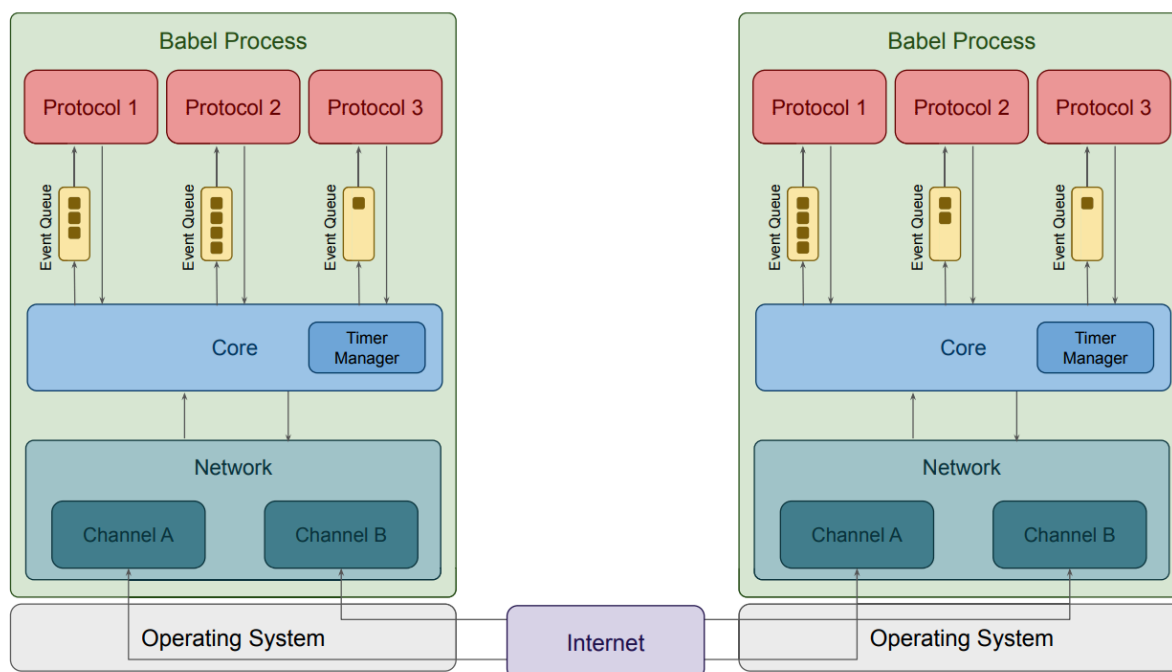 Babel Process
Babel Process
Protocol 1
Protocol 2
Protocol 3
Protocol 1
Protocol 2
Protocol 3
Event Queue
Event Queue
Event Queue
Event Queue
Event Queue
Event Queue
Core
Timer
Manager
Core
Timer
Manager
Network
Network
Channel A
Channel B
Channel A
Channel B
Operating System
Internet
Operating System